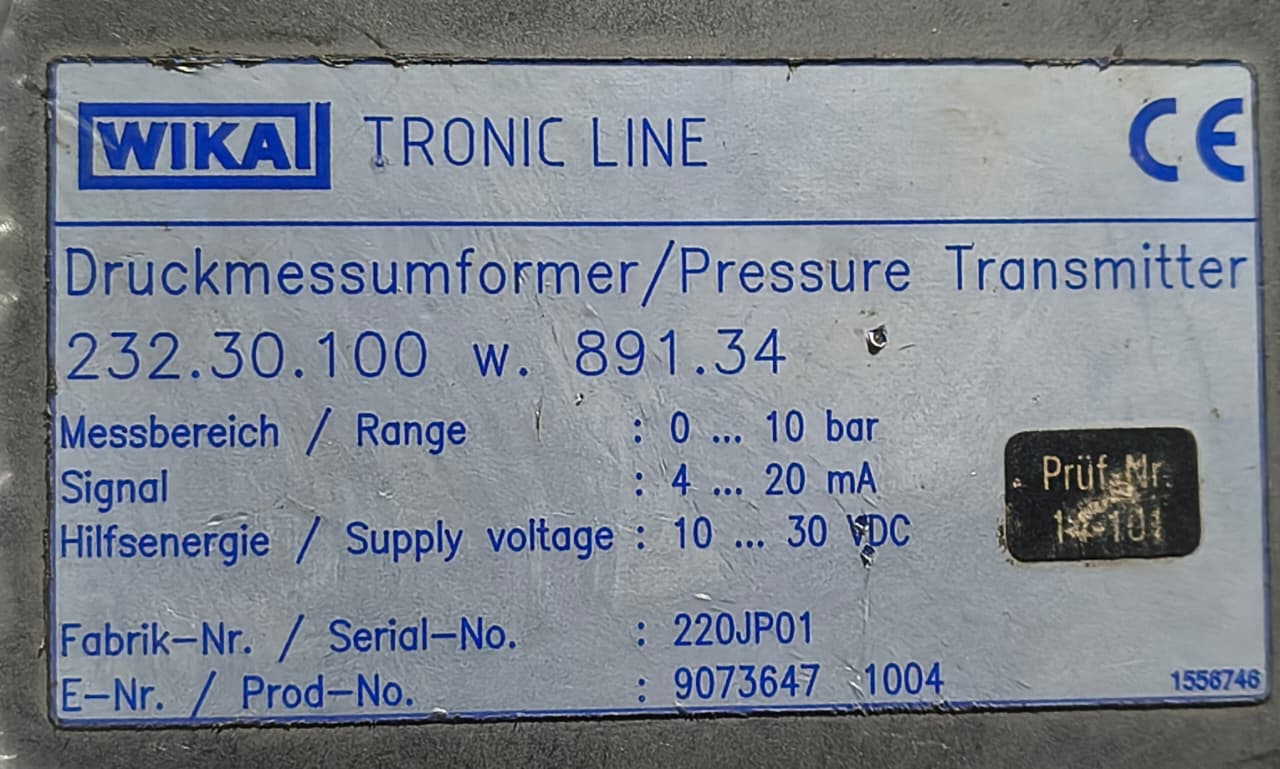 WIKA TRONIC LINE CE
Druckmessumformer/Pressure Transmitter
232.30.100 w. 891.34
Messbereich / Range : 0 ... 10 bar
Signal : 4 ... 20 mA
Hilfsenergie / Supply voltage : 10 ... 30 VDC
Prüf-Nr.
Fabrik-Nr. / Serial-No. : 220JP01
E-Nr. / Prod-No. : 9073647 1004
1556746